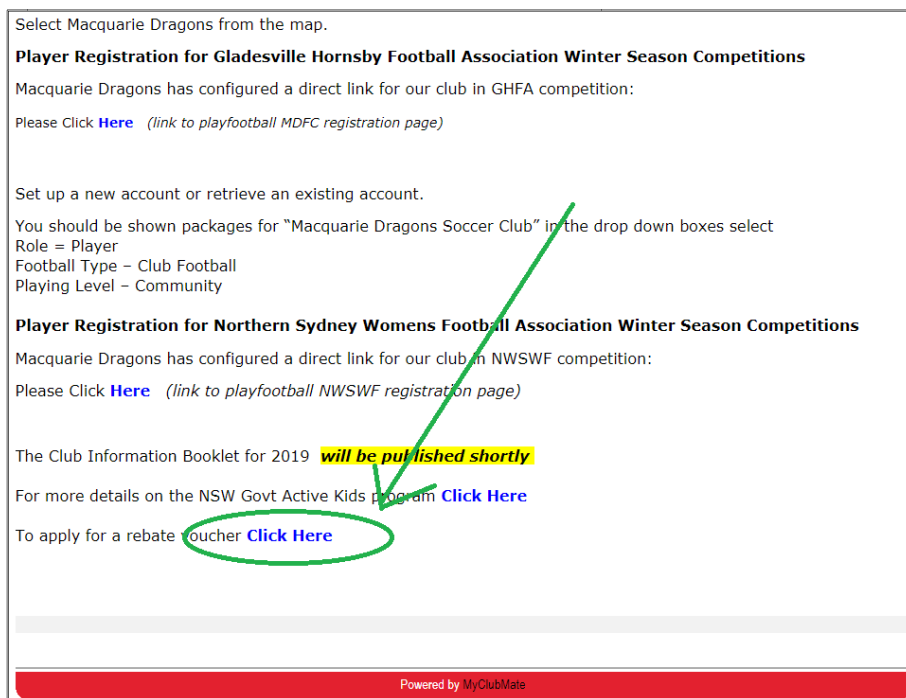 Select Macquarie Dragons from the map.
Player Registration for Gladesville Hornsby Football Association Winter Season Competitions
Macquarie Dragons has configured a direct link for our club in GHFA competition:
Please Click Here (link to playfootball MDFC registration page)
Set up a new account or retrieve an existing account.
You should be shown packages for “Macquarie Dragons Soccer Club” in the drop down boxes select
Role = Player
Football Type – Club Football
Playing Level – Community
Player Registration for Northern Sydney Womens Football Association Winter Season Competitions
Macquarie Dragons has configured a direct link for our club in NWSWF competition:
Please Click Here (link to playfootball NWSWF registration page)
The Club Information Booklet for 2019 will be published shortly
For more details on the NSW Govt Active Kids program Click Here
To apply for a rebate voucher Click Here
Powered by MyClubMate